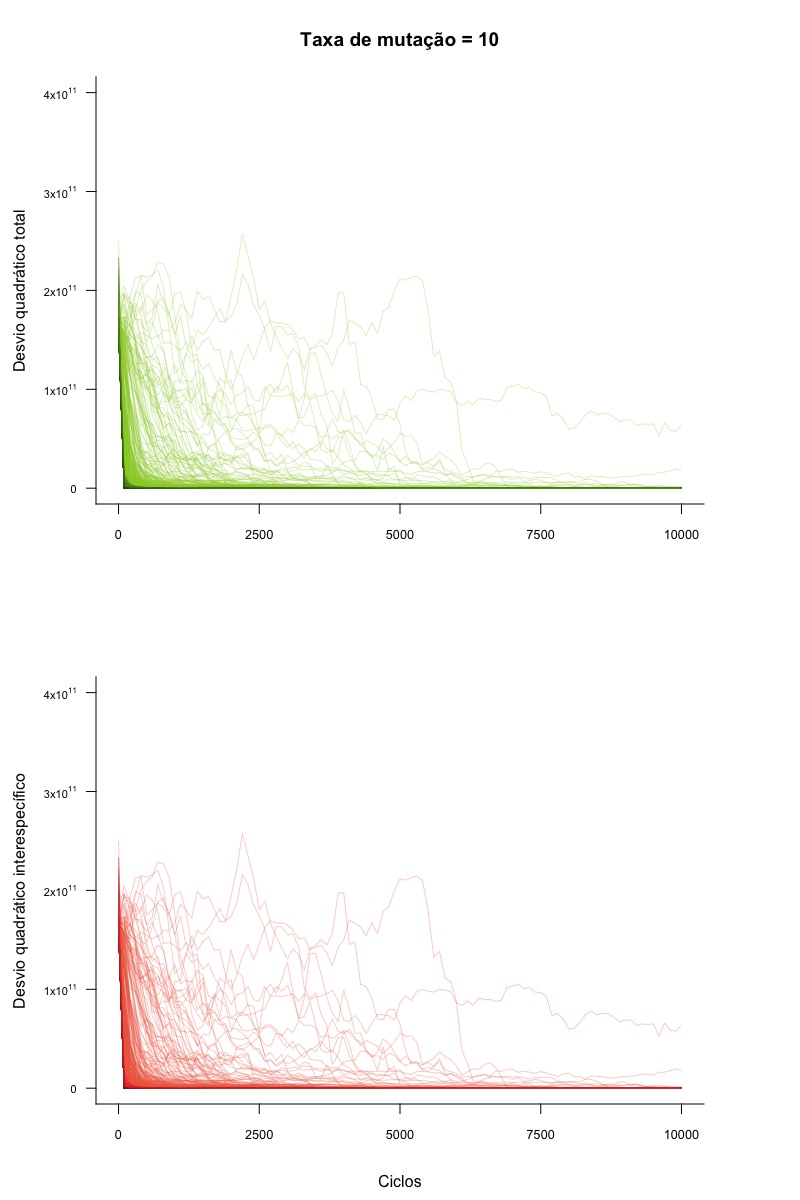 Taxa de mutação = 10
Desvio quadrático total
4x10¹¹
3x10¹¹
2x10¹¹
1x10¹¹
0
0 2500 5000 7500 10000
Desvio quadrático interespecífico
4x10¹¹
3x10¹¹
2x10¹¹
1x10¹¹
0
0 2500 5000 7500 10000
Ciclos